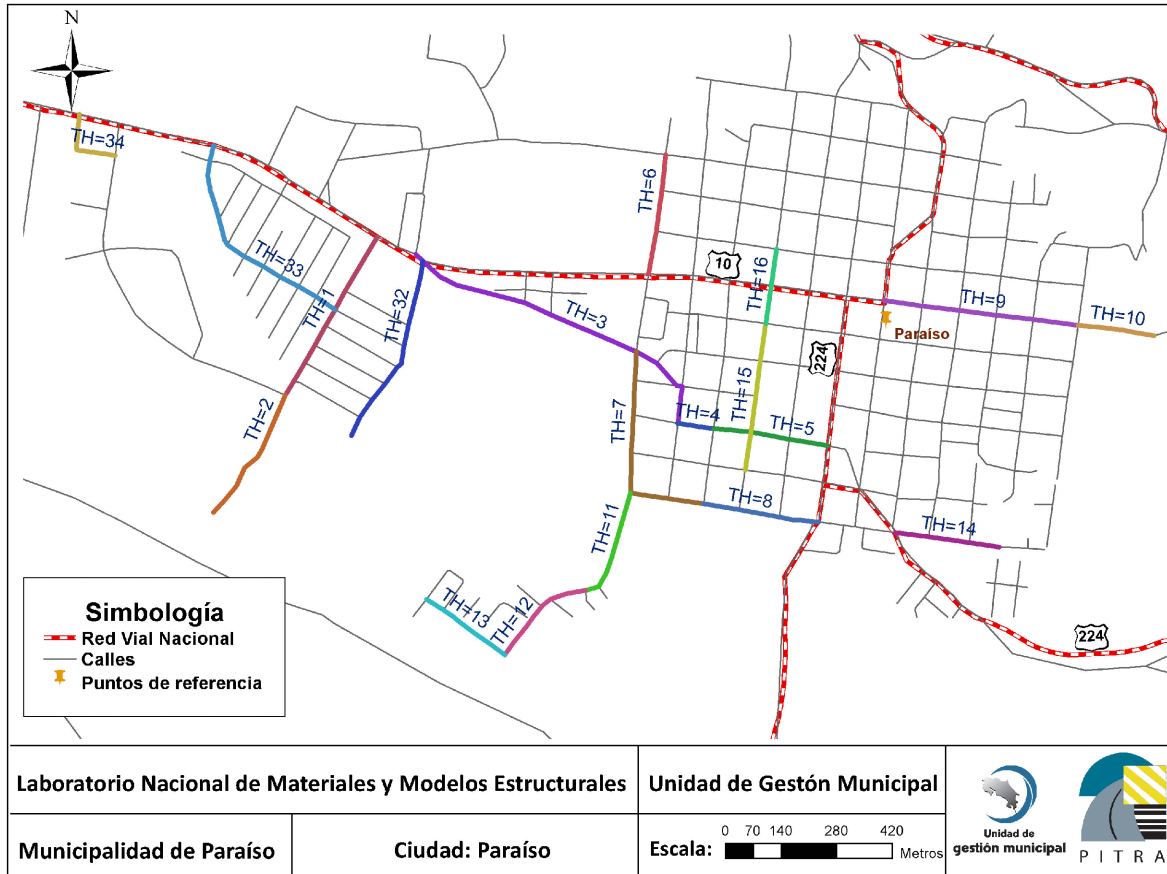 N
TH=34
TH=6
TH=33
10
TH=16
TH=1
TH=32
TH=9
TH=10
TH=3
Paraíso
224
TH=15
TH=2
TH=7
TH=4
TH=5
TH=8
TH=11
TH=14
TH=13
TH=12
224
Simbología
Red Vial Nacional
Calles
Puntos de referencia
Laboratorio Nacional de Materiales y Modelos Estructurales
Unidad de Gestón Municipal
Municipalidad de Paraíso
Ciudad: Paraíso
Escala:
0 70 140 280 420
Metros
Unidad de
gestión municipal
PITRA